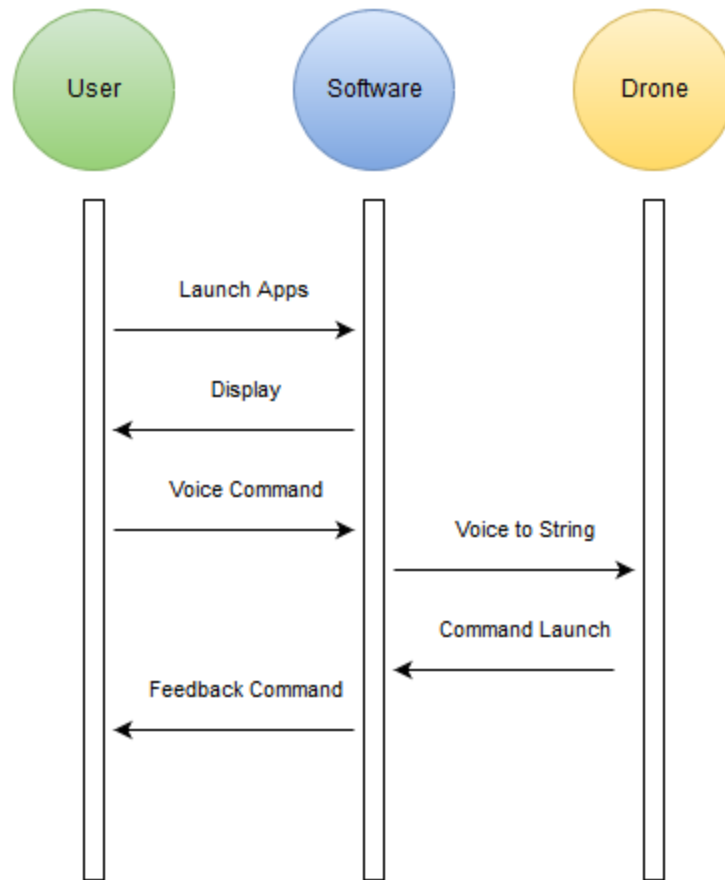 User
Software
Drone
Launch Apps
Display
Voice Command
Voice to String
Command Launch
Feedback Command